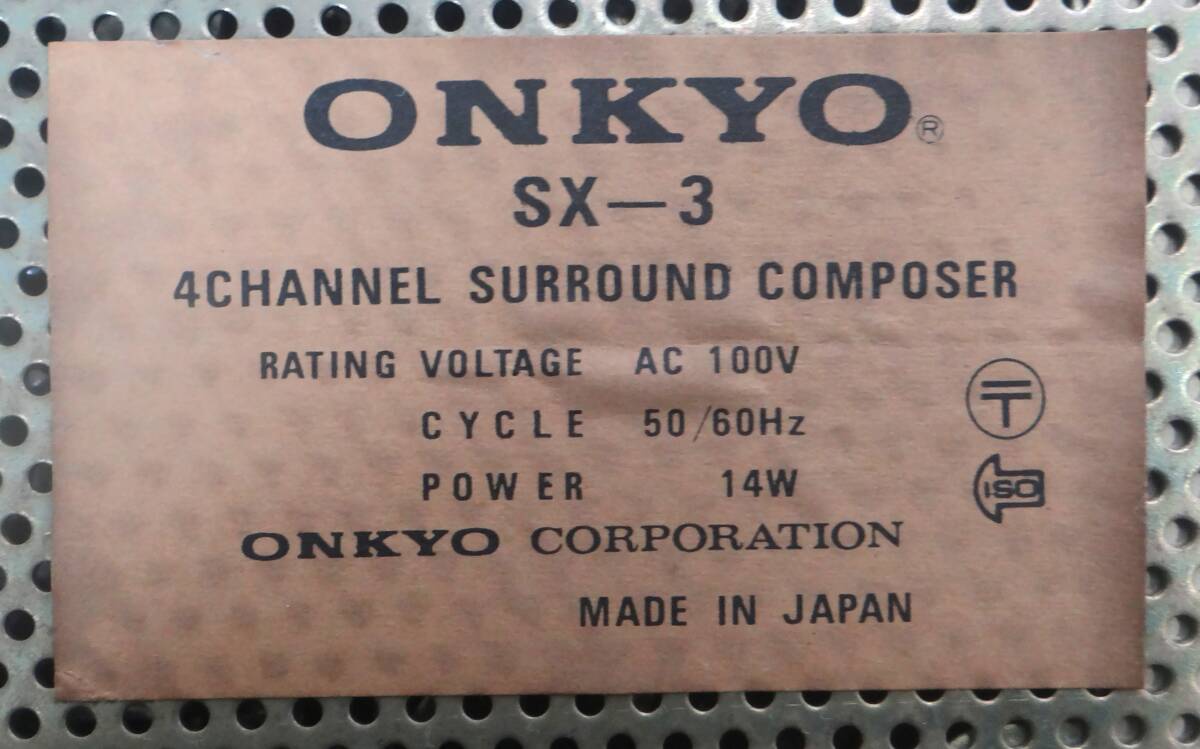 ONKYO®
SX—3
4CHANNEL SURROUND COMPOSER
RATING VOLTAGE AC 100V
CYCLE 50/60Hz
POWER 14W
〒
ISO
ONKYO CORPORATION
MADE IN JAPAN